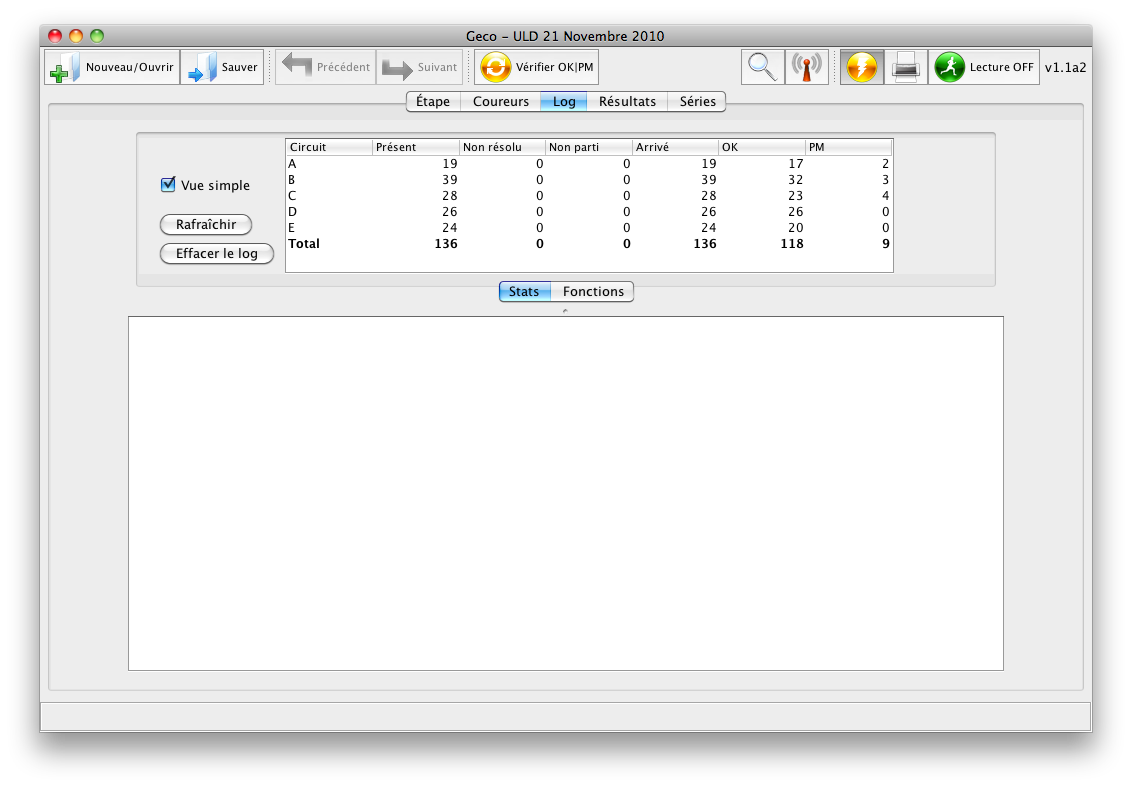 Geco – ULD 21 Novembre 2010
Nouveau/Ouvrir Sauver Précédent Suivant Vérifier OK|PM Lecture OFF v1.1a2
Étape Coureurs Log Résultats Séries
Circuit Présent Non résolu Non parti Arrivé OK PM
A 19 0 0 19 17 2
B 39 0 0 39 32 3
C 28 0 0 28 23 4
D 26 0 0 26 26 0
E 24 0 0 24 20 0
Total 136 0 0 136 118 9
Vue simple
Rafraîchir
Effacer le log
Stats Fonctions